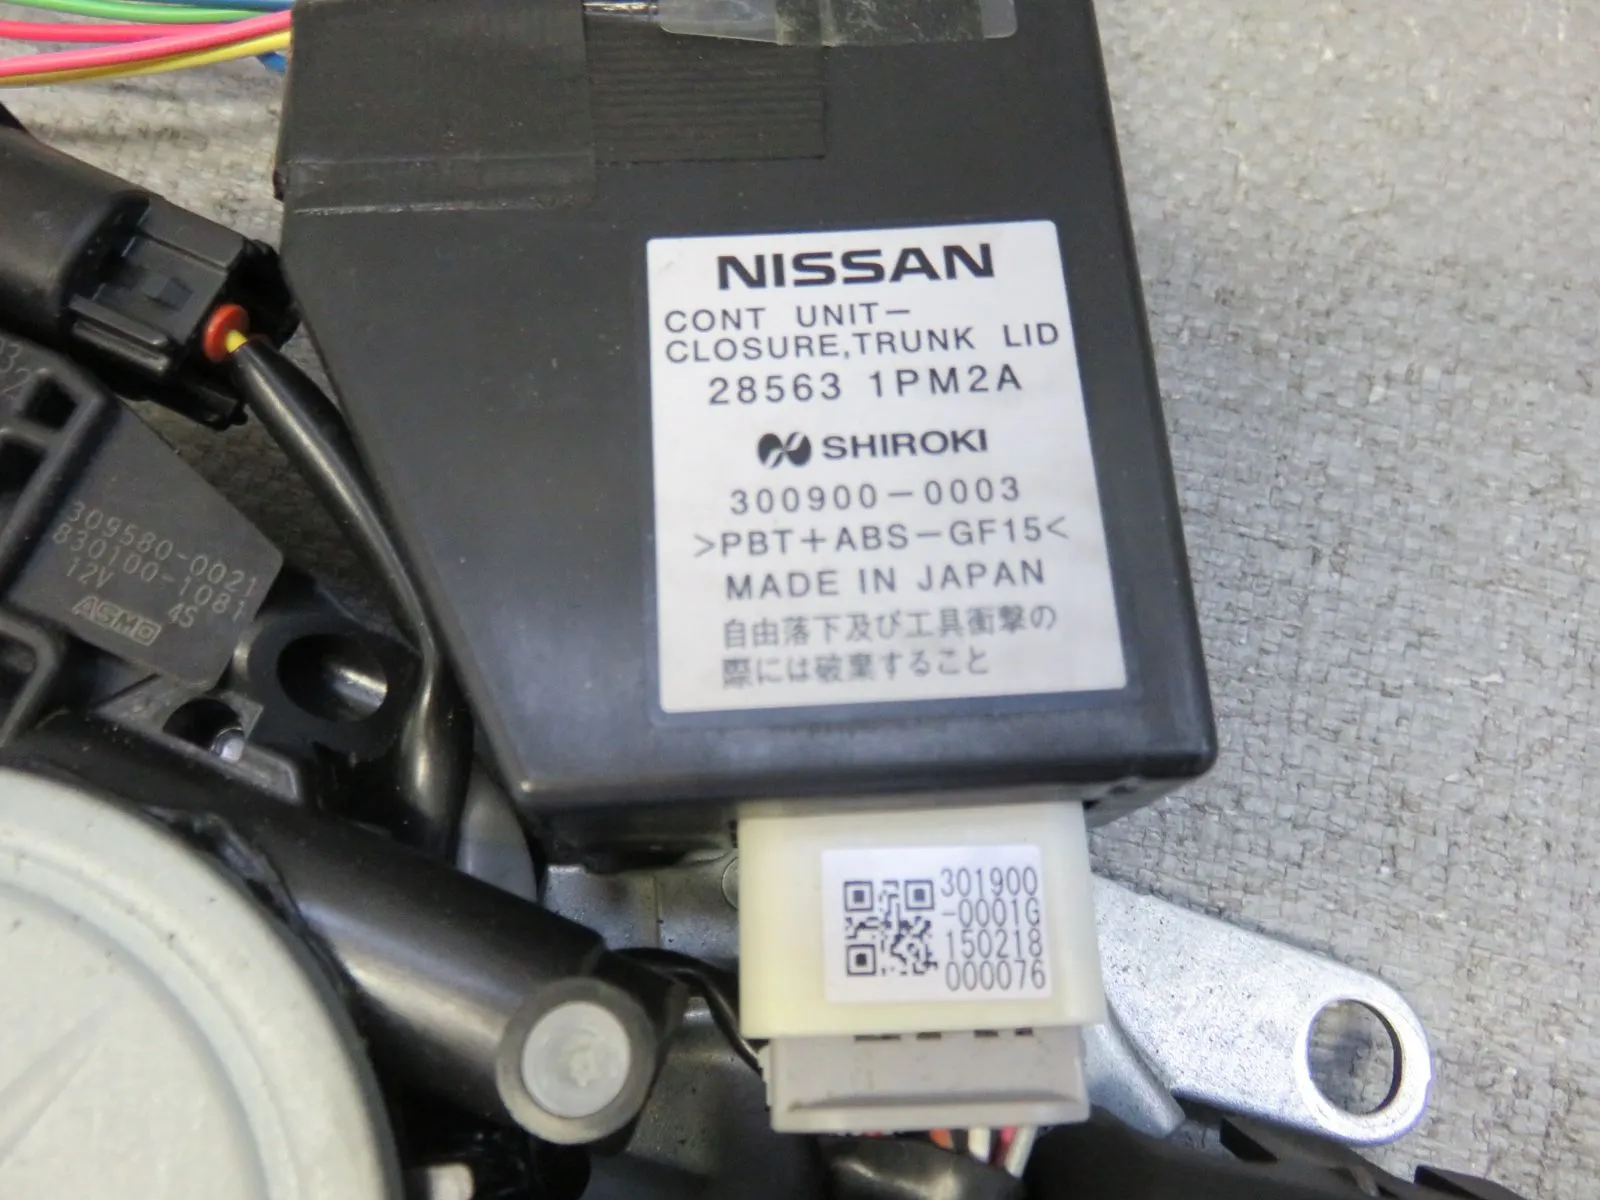 NISSAN
CONT UNIT-
CLOSURE,TRUNK LID
28563 1PM2A
SHIROKI
300900-0003
>PBT+ABS-GF15<
MADE IN JAPAN
自由落下及び工具衝撃の
際には破棄すること
309580-0021
830100-1081
12V 4S
ASMO
301900
-0001G
150218
000076